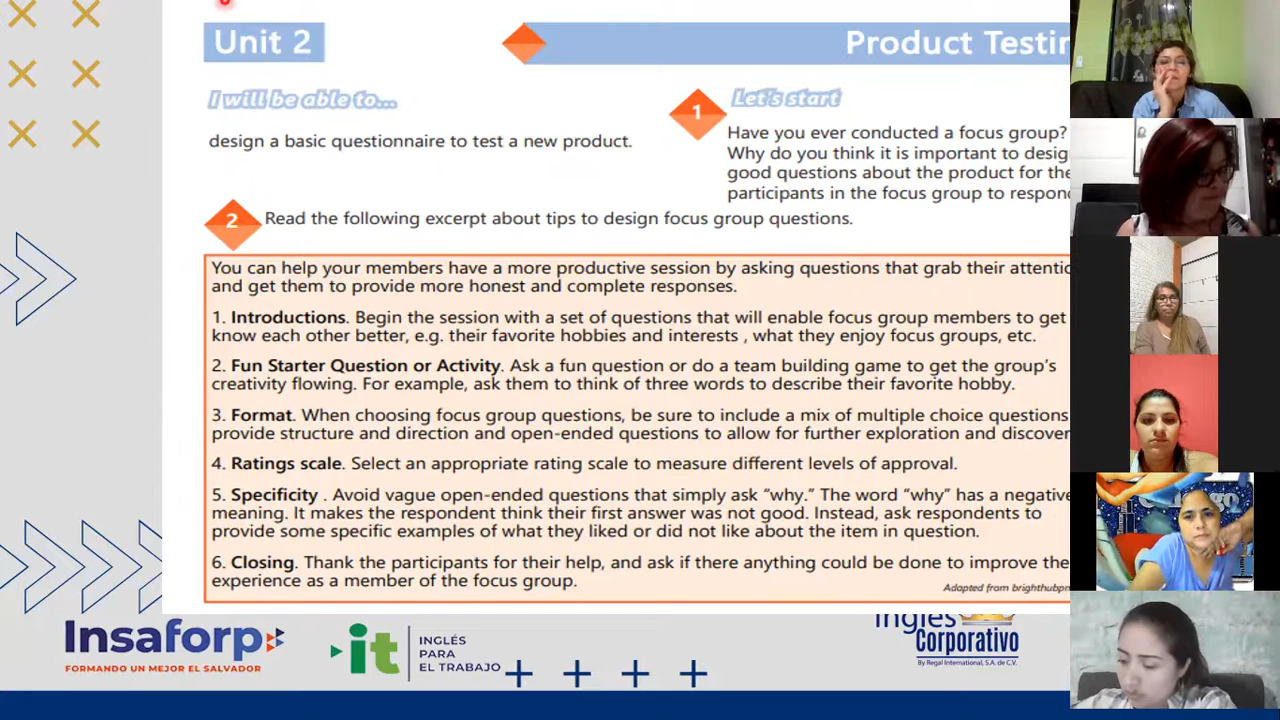 Unit 2
Product Testin
I will be able to...
design a basic questionnaire to test a new product.
1
Let's start
Have you ever conducted a focus group?
Why do you think it is important to desig
good questions about the product for the
participants in the focus group to respon
2
Read the following excerpt about tips to design focus group questions.
You can help your members have a more productive session by asking questions that grab their attentio
and get them to provide more honest and complete responses.
1. Introductions. Begin the session with a set of questions that will enable focus group members to get
know each other better, e.g. their favorite hobbies and interests , what they enjoy focus groups, etc.
2. Fun Starter Question or Activity. Ask a fun question or do a team building game to get the group's
creativity flowing. For example, ask them to think of three words to describe their favorite hobby.
3. Format. When choosing focus group questions, be sure to include a mix of multiple choice questions
provide structure and direction and open-ended questions to allow for further exploration and discover
4. Ratings scale. Select an appropriate rating scale to measure different levels of approval.
5. Specificity . Avoid vague open-ended questions that simply ask "why." The word "why" has a negative
meaning. It makes the respondent think their first answer was not good. Instead, ask respondents to
provide some specific examples of what they liked or did not like about the item in question.
6. Closing. Thank the participants for their help, and ask if there anything could be done to improve the
experience as a member of the focus group.
Adapted from brighthubpm
Insaforp
FORMANDO UN MEJOR EL SALVADOR
it
INGLÉS
PARA
EL TRABAJO
Inglés
Corporativo
By Regal International, S.A. de C.V.